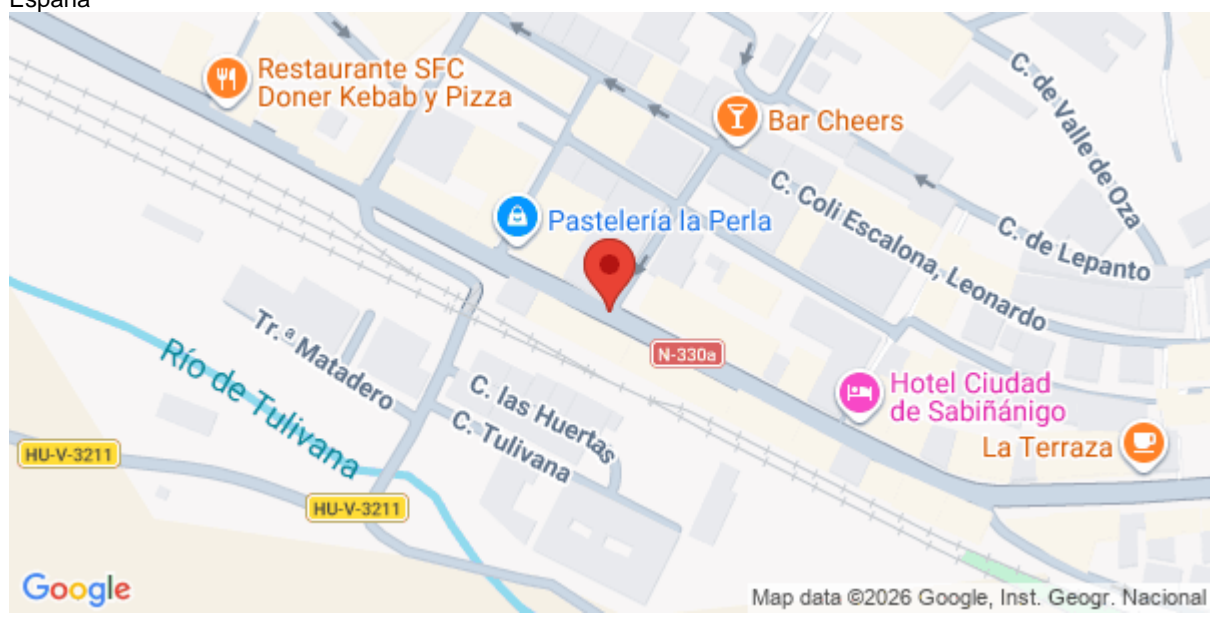 España
Restaurante SFC
Doner Kebab y Pizza
Bar Cheers
C. de Valle de Oza
C. Coli Escalona, Leonardo
C. de Lepanto
Pastelería la Perla
N-330a
Tr.ª Matadero
Río de Tulivana
C. las Huertas
C. Tulivana
Hotel Ciudad
de Sabiñánigo
La Terraza
HU-V-3211
HU-V-3211
Google
Map data ©2026 Google, Inst. Geogr. Nacional